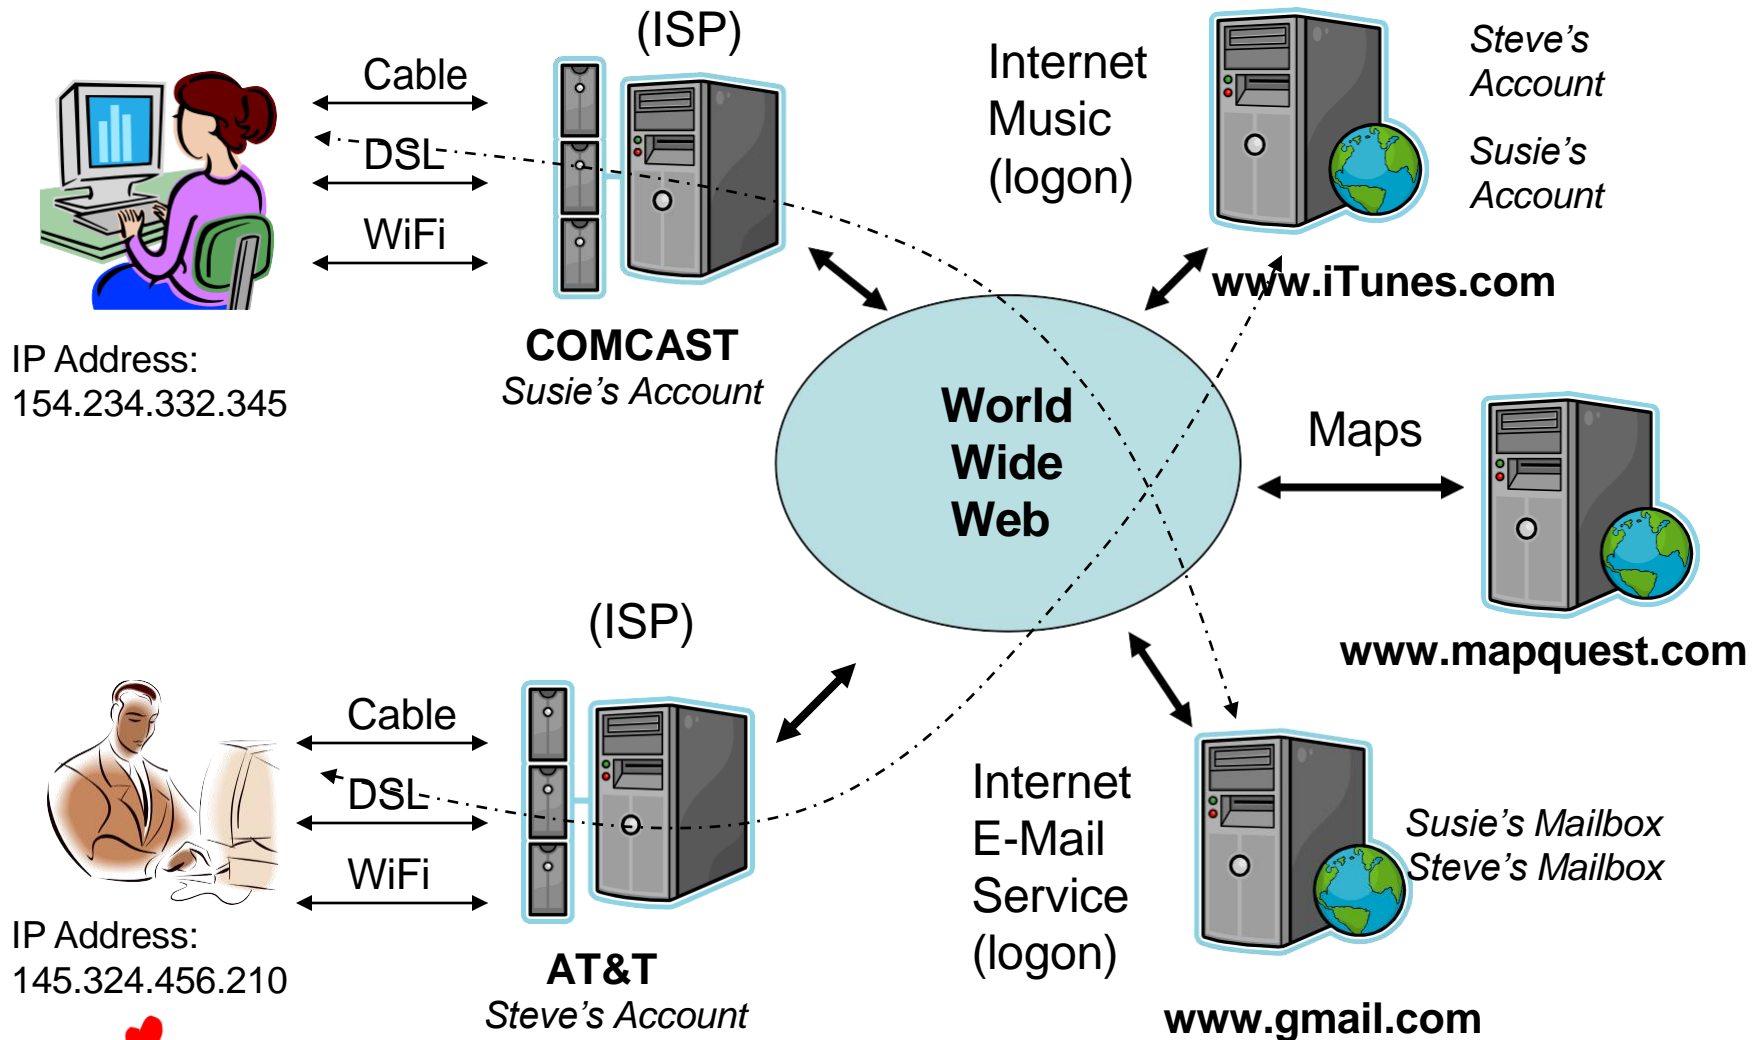 (ISP)
Cable
DSL
WiFi
IP Address:
154.234.332.345
COMCAST
Susie's Account
Internet
Music
(logon)
Steve's
Account
Susie's
Account
www.iTunes.com
World
Wide
Web
Maps
www.mapquest.com
(ISP)
Cable
DSL
WiFi
IP Address:
145.324.456.210
AT&T
Steve's Account
Internet
E-Mail
Service
(logon)
Susie's Mailbox
Steve's Mailbox
www.gmail.com